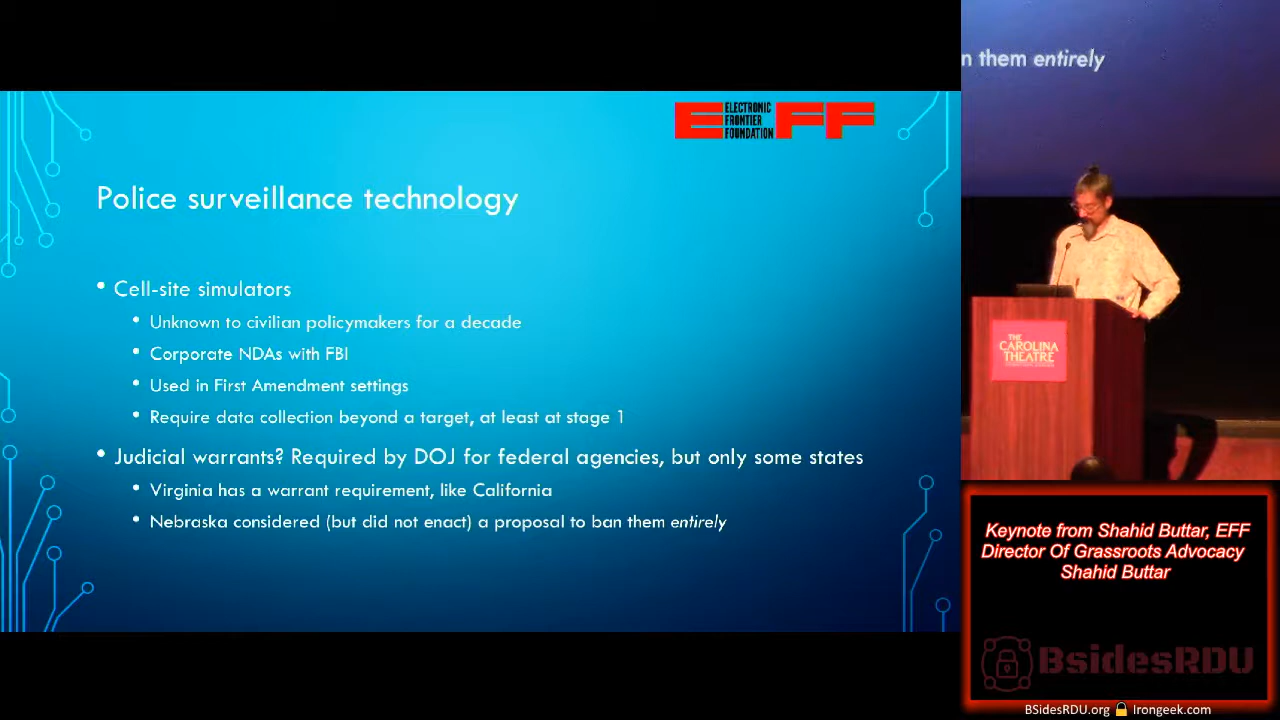 ELECTRONIC
FRONTIER
FOUNDATION
EFF
Police surveillance technology
• Cell-site simulators
• Unknown to civilian policymakers for a decade
• Corporate NDAs with FBI
• Used in First Amendment settings
• Require data collection beyond a target, at least at stage 1
• Judicial warrants? Required by DOJ for federal agencies, but only some states
• Virginia has a warrant requirement, like California
• Nebraska considered (but did not enact) a proposal to ban them entirely
n them entirely
THE
CAROLINA
THEATRE
Keynote from Shahid Buttar, EFF
Director Of Grassroots Advocacy
Shahid Buttar
BsidesRDU
BSidesRDU.org Irongeek.com